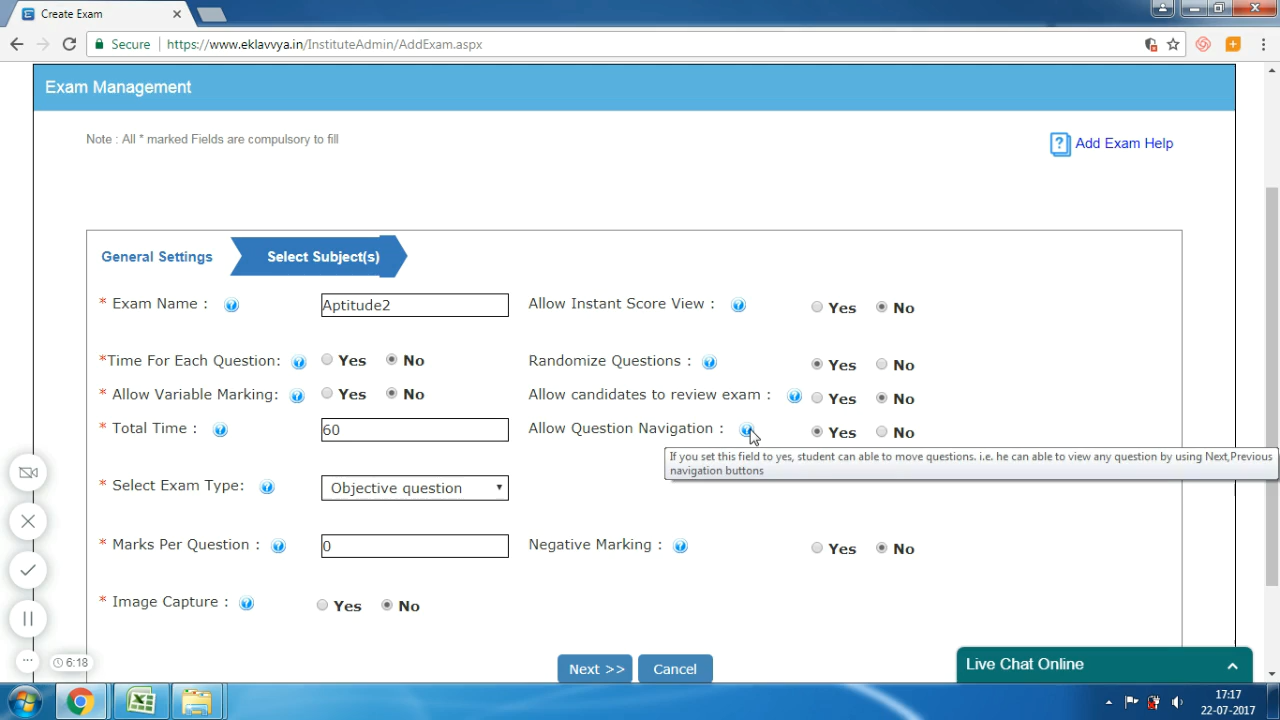 Create Exam
Secure https://www.eklavvya.in/InstituteAdmin/AddExam.aspx
Exam Management
Note : All * marked Fields are compulsory to fill
? Add Exam Help
General Settings
Select Subject(s)
* Exam Name : ? Aptitude2
Allow Instant Score View : ? Yes No
*Time For Each Question: ? Yes No
Randomize Questions : ? Yes No
* Allow Variable Marking: ? Yes No
Allow candidates to review exam : ? Yes No
* Total Time : ? 60
Allow Question Navigation : ? Yes No
If you set this field to yes, student can able to move questions. i.e. he can able to view any question by using Next,Previous
navigation buttons
* Select Exam Type: ? Objective question
* Marks Per Question : ? 0
Negative Marking : ? Yes No
* Image Capture : ? Yes No
Next >>
Cancel
6:18
Live Chat Online
17:17
22-07-2017